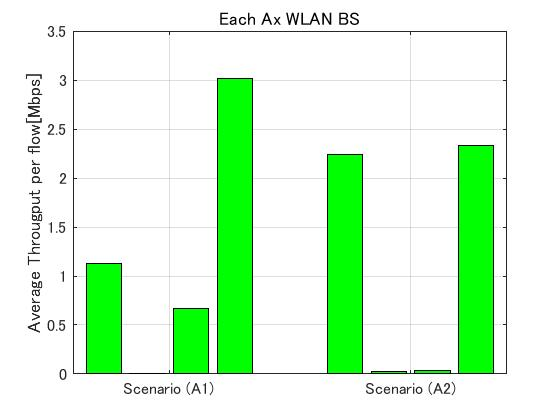 Each Ax WLAN BS
Average Througput per flow[Mbps]
3.5
3
2.5
2
1.5
1
0.5
0
Scenario (A1)
Scenario (A2)